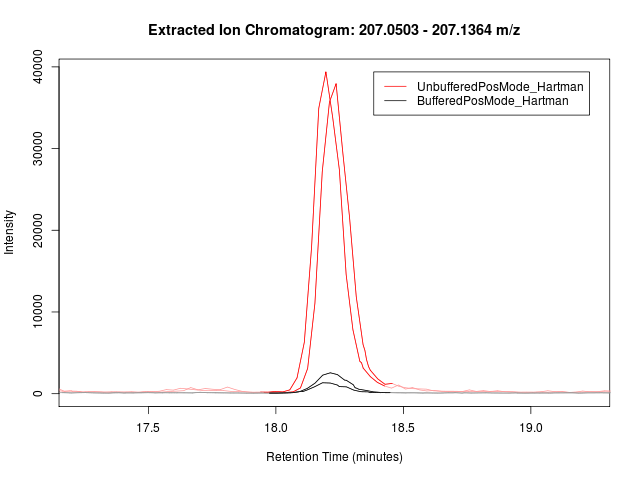 Extracted Ion Chromatogram: 207.0503 - 207.1364 m/z
UnbufferedPosMode_Hartman
BufferedPosMode_Hartman
Intensity
40000
30000
20000
10000
0
17.5 18.0 18.5 19.0
Retention Time (minutes)